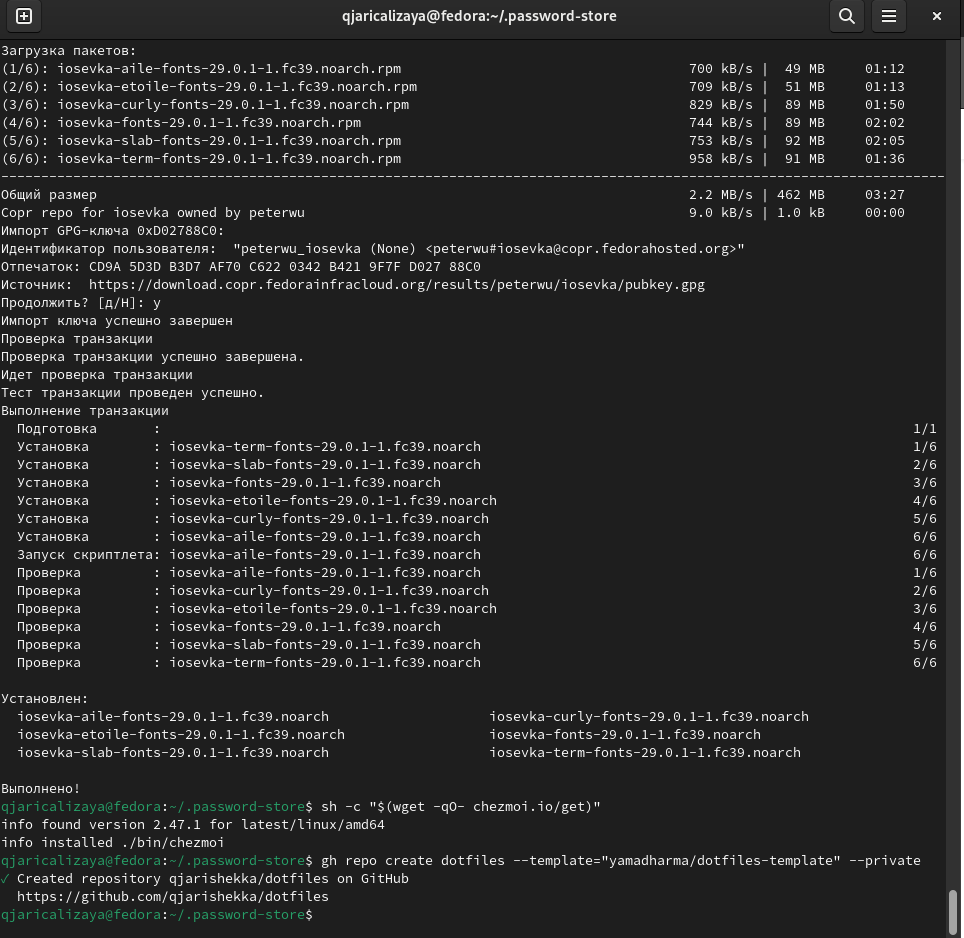 qjaricalizaya@fedora:~/.password-store
Загрузка пакетов:
(1/6): iosevka-aile-fonts-29.0.1-1.fc39.noarch.rpm 700 kB/s | 49 MB 01:12
(2/6): iosevka-etoile-fonts-29.0.1-1.fc39.noarch.rpm 709 kB/s | 51 MB 01:13
(3/6): iosevka-curly-fonts-29.0.1-1.fc39.noarch.rpm 829 kB/s | 89 MB 01:50
(4/6): iosevka-fonts-29.0.1-1.fc39.noarch.rpm 744 kB/s | 89 MB 02:02
(5/6): iosevka-slab-fonts-29.0.1-1.fc39.noarch.rpm 753 kB/s | 92 MB 02:05
(6/6): iosevka-term-fonts-29.0.1-1.fc39.noarch.rpm 958 kB/s | 91 MB 01:36
----------------------------------------------------------------------------------------------------------------------
Общий размер 2.2 MB/s | 462 MB 03:27
Copr repo for iosevka owned by peterwu 9.0 kB/s | 1.0 kB 00:00
Импорт GPG-ключа 0xD02788C0:
Идентификатор пользователя: "peterwu_iosevka (None) <peterwu#iosevka@copr.fedorahosted.org>"
Отпечаток: CD9A 5D3D B3D7 AF70 C622 0342 B421 9F7F D027 88C0
Источник: https://download.copr.fedorainfracloud.org/results/peterwu/iosevka/pubkey.gpg
Продолжить? [д/Н]: y
Импорт ключа успешно завершен
Проверка транзакции
Проверка транзакции успешно завершена.
Идет проверка транзакции
Тест транзакции проведен успешно.
Выполнение транзакции
Подготовка : 1/1
Установка : iosevka-term-fonts-29.0.1-1.fc39.noarch 1/6
Установка : iosevka-slab-fonts-29.0.1-1.fc39.noarch 2/6
Установка : iosevka-fonts-29.0.1-1.fc39.noarch 3/6
Установка : iosevka-etoile-fonts-29.0.1-1.fc39.noarch 4/6
Установка : iosevka-curly-fonts-29.0.1-1.fc39.noarch 5/6
Установка : iosevka-aile-fonts-29.0.1-1.fc39.noarch 6/6
Запуск скриптлета: iosevka-aile-fonts-29.0.1-1.fc39.noarch 6/6
Проверка : iosevka-aile-fonts-29.0.1-1.fc39.noarch 1/6
Проверка : iosevka-curly-fonts-29.0.1-1.fc39.noarch 2/6
Проверка : iosevka-etoile-fonts-29.0.1-1.fc39.noarch 3/6
Проверка : iosevka-fonts-29.0.1-1.fc39.noarch 4/6
Проверка : iosevka-slab-fonts-29.0.1-1.fc39.noarch 5/6
Проверка : iosevka-term-fonts-29.0.1-1.fc39.noarch 6/6
Установлен:
iosevka-aile-fonts-29.0.1-1.fc39.noarch iosevka-curly-fonts-29.0.1-1.fc39.noarch
iosevka-etoile-fonts-29.0.1-1.fc39.noarch iosevka-fonts-29.0.1-1.fc39.noarch
iosevka-slab-fonts-29.0.1-1.fc39.noarch iosevka-term-fonts-29.0.1-1.fc39.noarch
Выполнено!
qjaricalizaya@fedora:~/.password-store$ sh -c "$(wget -qO- chezmoi.io/get)"
info found version 2.47.1 for latest/linux/amd64
info installed ./bin/chezmoi
qjaricalizaya@fedora:~/.password-store$ gh repo create dotfiles --template="yamadharma/dotfiles-template" --private
✓ Created repository qjarishekka/dotfiles on GitHub
https://github.com/qjarishekka/dotfiles
qjaricalizaya@fedora:~/.password-store$